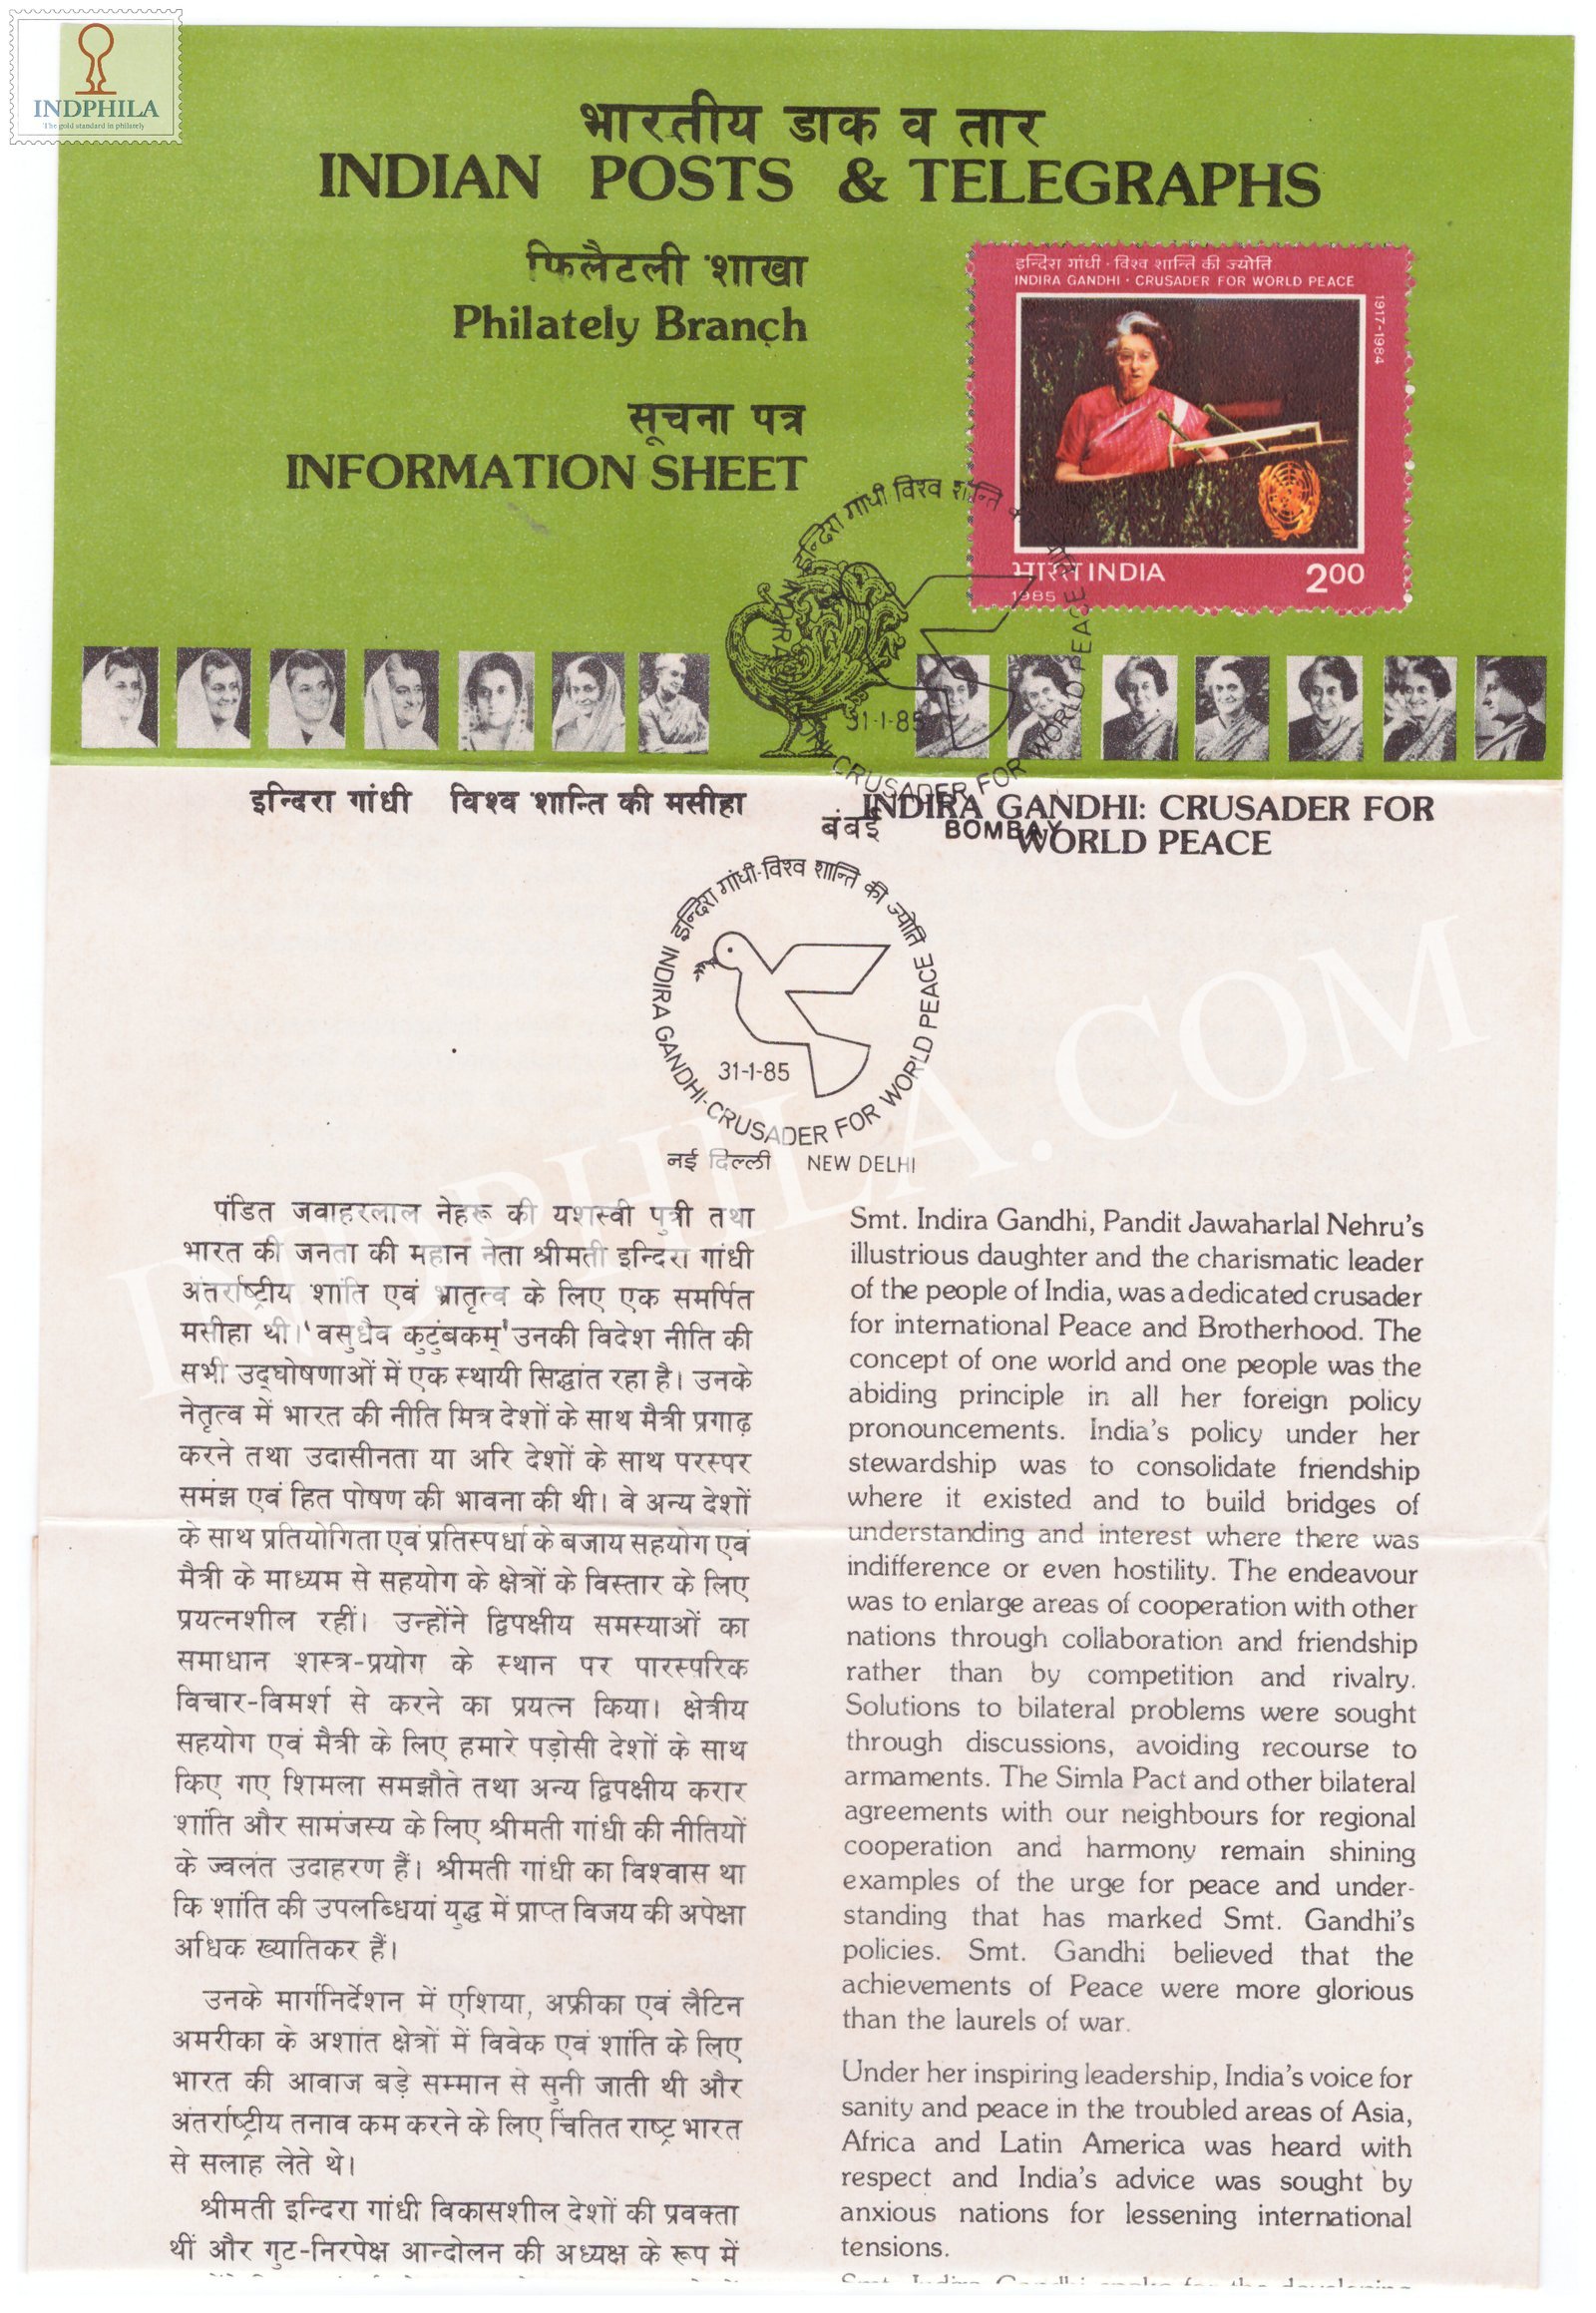 INDPHILA
The gold standard in philately
भारतीय डाक व तार
INDIAN POSTS & TELEGRAPHS
फिलैटली शाखा
Philately Branch
सूचना पत्र
INFORMATION SHEET
इन्दिरा गांधी · विश्व शान्ति की ज्योति
INDIRA GANDHI · CRUSADER FOR WORLD PEACE
1917-1984
भारत INDIA
200
1985
इन्दिरा गांधी विश्व शान्ति
INDIRA
CRUSADER FOR WORLD PEACE
31-1-85
बंबई BOMBAY
इन्दिरा गांधी विश्व शान्ति की मसीहा
INDIRA GANDHI: CRUSADER FOR
WORLD PEACE
इन्दिरा गांधी-विश्व शान्ति की ज्योति
INDIRA GANDHI-CRUSADER FOR WORLD PEACE
31-1-85
नई दिल्ली NEW DELHI
पंडित जवाहरलाल नेहरू की यशस्वी पुत्री तथा
भारत की जनता की महान नेता श्रीमती इन्दिरा गांधी
अंतर्राष्ट्रीय शांति एवं भ्रातृत्व के लिए एक समर्पित
मसीहा थी। 'वसुधैव कुटुंबकम्' उनकी विदेश नीति की
सभी उद्घोषणाओं में एक स्थायी सिद्धांत रहा है। उनके
नेतृत्व में भारत की नीति मित्र देशों के साथ मैत्री प्रगाढ़
करने तथा उदासीनता या अरि देशों के साथ परस्पर
समंझ एवं हित पोषण की भावना की थी। वे अन्य देशों
के साथ प्रतियोगिता एवं प्रतिस्पर्धा के बजाय सहयोग एवं
मैत्री के माध्यम से सहयोग के क्षेत्रों के विस्तार के लिए
प्रयत्नशील रहीं। उन्होंने द्विपक्षीय समस्याओं का
समाधान शस्त्र-प्रयोग के स्थान पर पारस्परिक
विचार-विमर्श से करने का प्रयत्न किया। क्षेत्रीय
सहयोग एवं मैत्री के लिए हमारे पड़ोसी देशों के साथ
किए गए शिमला समझौते तथा अन्य द्विपक्षीय करार
शांति और सामंजस्य के लिए श्रीमती गांधी की नीतियों
के ज्वलंत उदाहरण हैं। श्रीमती गांधी का विश्वास था
कि शांति की उपलब्धियां युद्ध में प्राप्त विजय की अपेक्षा
अधिक ख्यातिकर हैं।
उनके मार्गनिर्देशन में एशिया, अफ्रीका एवं लैटिन
अमरीका के अशांत क्षेत्रों में विवेक एवं शांति के लिए
भारत की आवाज बड़े सम्मान से सुनी जाती थी और
अंतर्राष्ट्रीय तनाव कम करने के लिए चिंतित राष्ट्र भारत
से सलाह लेते थे।
श्रीमती इन्दिरा गांधी विकासशील देशों की प्रवक्ता
थीं और गुट-निरपेक्ष आन्दोलन की अध्यक्ष के रूप में
Smt. Indira Gandhi, Pandit Jawaharlal Nehru's
illustrious daughter and the charismatic leader
of the people of India, was a dedicated crusader
for international Peace and Brotherhood. The
concept of one world and one people was the
abiding principle in all her foreign policy
pronouncements. India's policy under her
stewardship was to consolidate friendship
where it existed and to build bridges of
understanding and interest where there was
indifference or even hostility. The endeavour
was to enlarge areas of cooperation with other
nations through collaboration and friendship
rather than by competition and rivalry.
Solutions to bilateral problems were sought
through discussions, avoiding recourse to
armaments. The Simla Pact and other bilateral
agreements with our neighbours for regional
cooperation and harmony remain shining
examples of the urge for peace and under-
standing that has marked Smt. Gandhi's
policies. Smt. Gandhi believed that the
achievements of Peace were more glorious
than the laurels of war.
Under her inspiring leadership, India's voice for
sanity and peace in the troubled areas of Asia,
Africa and Latin America was heard with
respect and India's advice was sought by
anxious nations for lessening international
tensions.
INDPHILA.COM